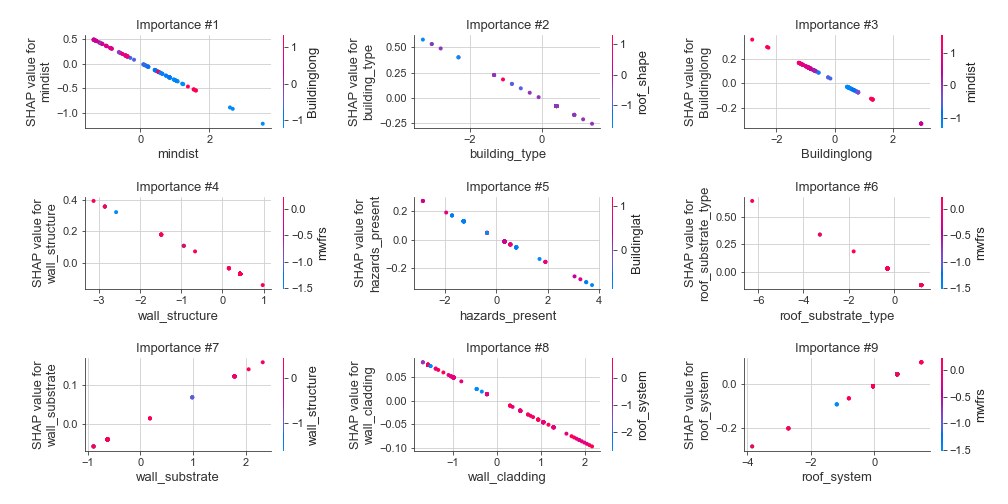 Importance #1
SHAP value for
mindist
0.5
0.0
−0.5
−1.0
0
2
mindist
1
0
−1
Buildinglong
Importance #2
SHAP value for
building_type
0.50
0.25
0.00
−0.25
−2
0
building_type
1
0
−1
roof_shape
Importance #3
SHAP value for
Buildinglong
0.2
0.0
−0.2
−2
0
2
Buildinglong
1
0
−1
mindist
Importance #4
SHAP value for
wall_structure
0.4
0.2
0.0
−3
−2
−1
0
1
wall_structure
0.0
−0.5
−1.0
−1.5
mwfrs
Importance #5
SHAP value for
hazards_present
0.2
0.0
−0.2
−2
0
2
4
hazards_present
1
0
Buildinglat
Importance #6
SHAP value for
roof_substrate_type
0.50
0.25
0.00
−6
−4
−2
0
roof_substrate_type
0.0
−0.5
−1.0
−1.5
mwfrs
Importance #7
SHAP value for
wall_substrate
0.1
0.0
−1
0
1
2
wall_substrate
0
−1
wall_structure
Importance #8
SHAP value for
wall_cladding
0.05
0.00
−0.05
−0.10
−1
0
1
2
wall_cladding
0
−1
−2
roof_system
Importance #9
SHAP value for
roof_system
0.0
−0.2
−4
−2
0
roof_system
0.0
−0.5
−1.0
−1.5
mwfrs